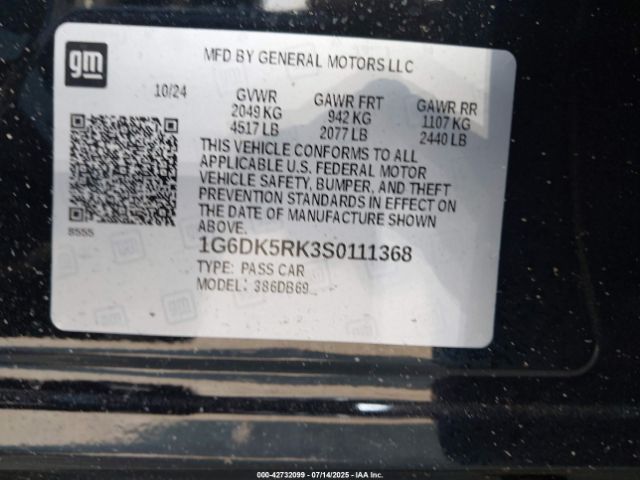 gm
MFD BY GENERAL MOTORS LLC
10/24
GVWR GAWR FRT GAWR RR
2049 KG 942 KG 1107 KG
4517 LB 2077 LB 2440 LB
THIS VEHICLE CONFORMS TO ALL
APPLICABLE U.S. FEDERAL MOTOR
VEHICLE SAFETY, BUMPER, AND THEFT
PREVENTION STANDARDS IN EFFECT ON
THE DATE OF MANUFACTURE SHOWN
ABOVE.
8555
1G6DK5RK3S0111368
TYPE: PASS CAR
MODEL: 386DB69
000-42732099 07/14/2025 IAA Inc.